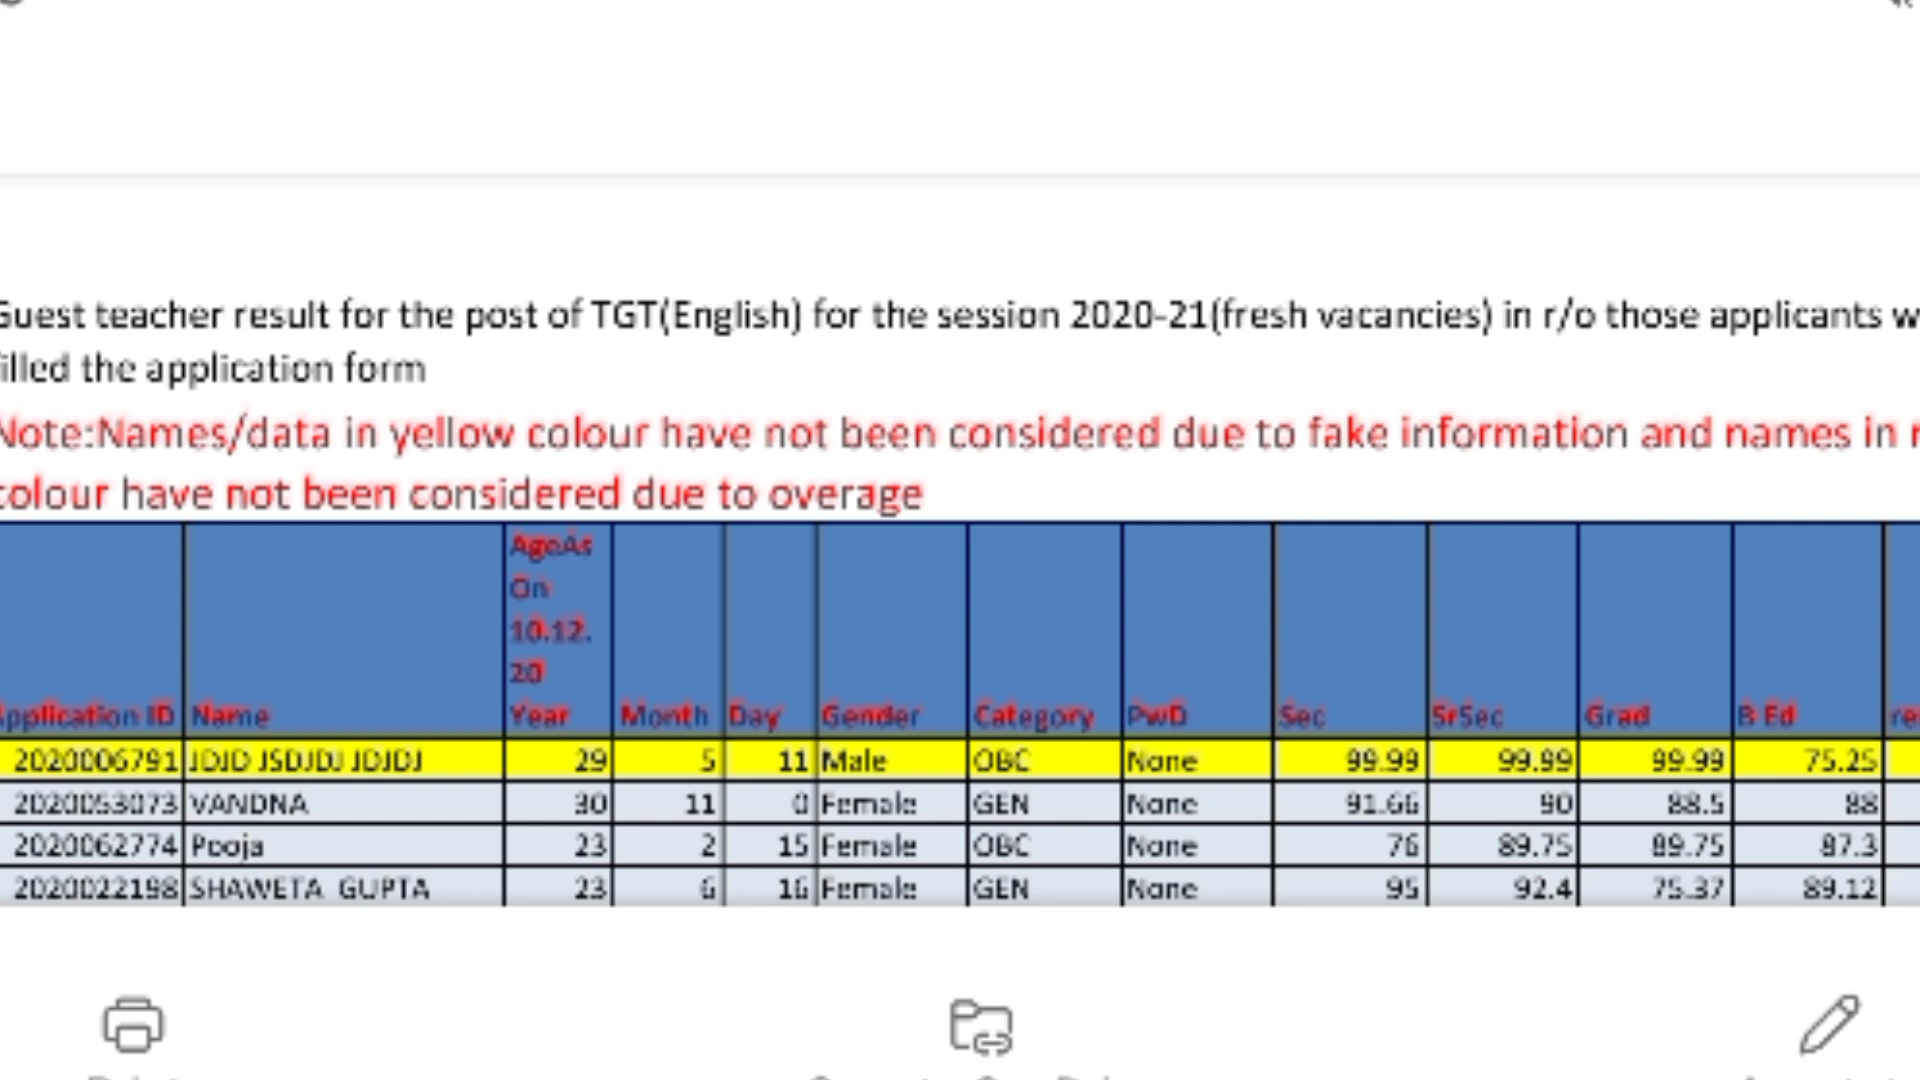 Guest teacher result for the post of TGT(English) for the session 2020-21(fresh vacancies) in r/o those applicants w
filled the application form
Note:Names/data in yellow colour have not been considered due to fake information and names in r
colour have not been considered due to overage
Application ID Name AgeAs On 10.12. 20 Year Month Day Gender Category PwD Sec SrSec Grad B Ed re
2020006791 JDJD JSDJDJ JDJDJ 29 5 11 Male OBC None 99.99 99.99 99.99 75.25
2020053073 VANDNA 30 11 0 Female GEN None 91.66 90 88.5 88
2020062774 Pooja 23 2 15 Female OBC None 76 89.75 89.75 87.3
2020022198 SHAWETA GUPTA 23 6 16 Female GEN None 95 92.4 75.37 89.12